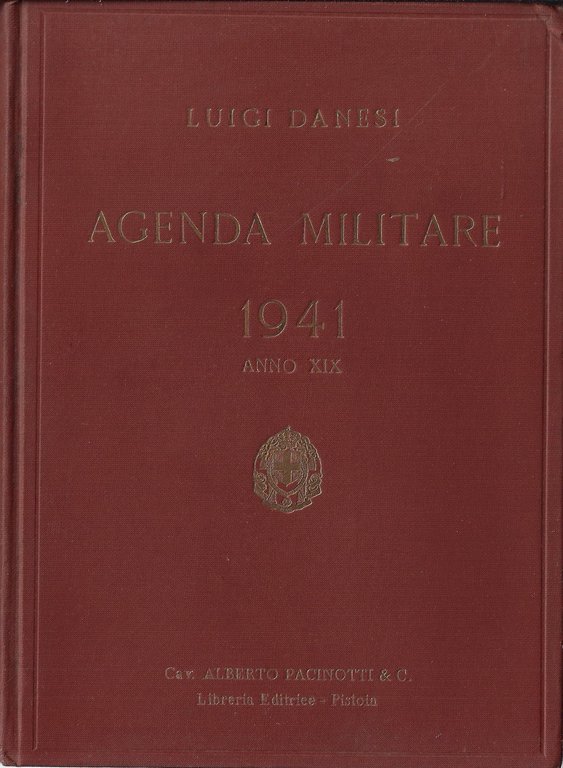 LUIGI DANESI
AGENDA MILITARE
1941
ANNO XIX
Cav. ALBERTO PACINOTTI & C.
Libreria Editrice - Pistoia